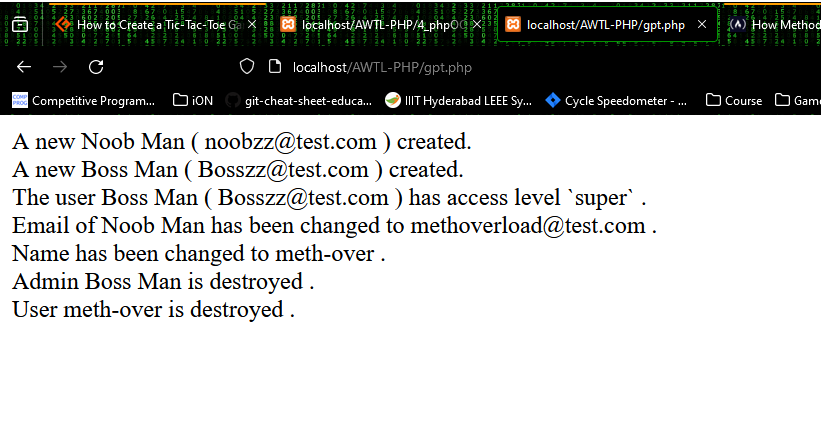 How to Create a Tic-Tac-Toe Ga
localhost/AWTL-PHP/4_phpO
localhost/AWTL-PHP/gpt.php
How Method
localhost/AWTL-PHP/gpt.php
COMP PROG Competitive Program... iON git-cheat-sheet-educa... IIIT Hyderabad LEEE Sy... Cycle Speedometer - ... Course Game
A new Noob Man ( noobzz@test.com ) created.
A new Boss Man ( Bosszz@test.com ) created.
The user Boss Man ( Bosszz@test.com ) has access level `super` .
Email of Noob Man has been changed to methoverload@test.com .
Name has been changed to meth-over .
Admin Boss Man is destroyed .
User meth-over is destroyed .